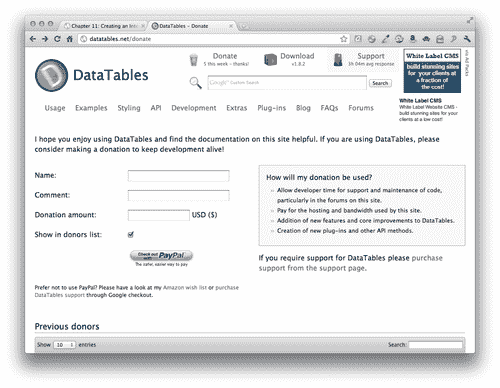 Chapter 11: Creating an Inte
DataTables – Donate
datatables.net/donate
Donate
5 this week – thanks!
Download
v1.8.2
Support
5h 04m avg response
DataTables
Google™ Custom Search
Search
White Label CMS
build stunning sites
for your clients at
a fraction of
the cost!
via Ad Packs
White Label CMS
White Label Website CMS -
build stunning sites for your
clients at a low cost!
Usage Examples Styling API Development Extras Plug-ins Blog FAQs Forums
I hope you enjoy using DataTables and find the documentation on this site helpful. If you are using DataTables, please
consider making a donation to keep development alive!
Name:
Comment:
Donation amount:
USD ($)
Show in donors list:
Check out
with PayPal
The safer, easier way to pay
How will my donation be used?
Allow developer time for support and maintenance of code,
particularly in the forums on this site.
Pay for the hosting and bandwidth used by this site.
Addition of new features and core improvements to DataTables.
Creation of new plug-ins and other API methods.
If you require support for DataTables please purchase
support from the support page.
Prefer not to use PayPal? Please have a look at my Amazon wish list or purchase
DataTables support through Google checkout.
Previous donors
Show 10 entries
Search: